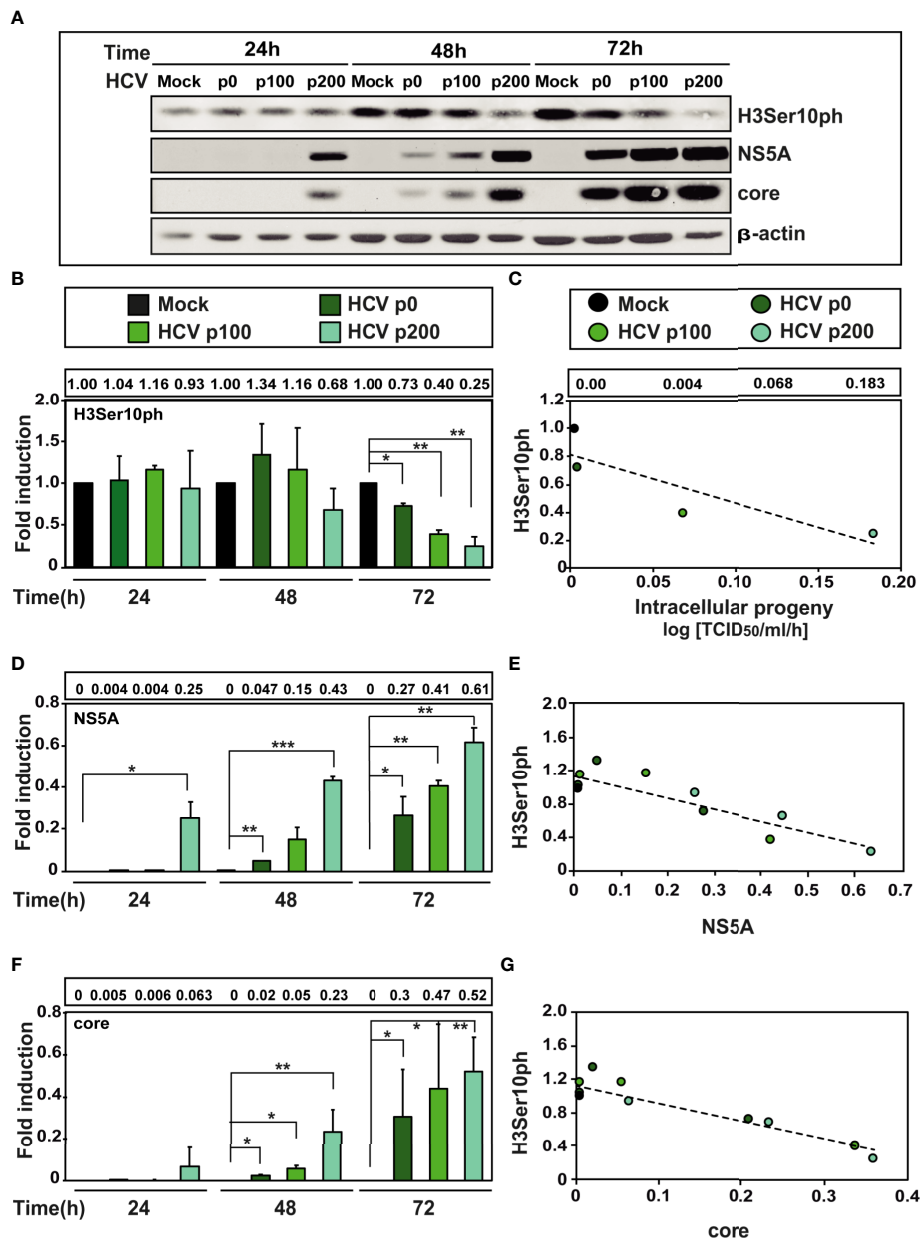 A
Time 24h 48h 72h
HCV Mock p0 p100 p200 Mock p0 p100 p200 Mock p0 p100 p200
H3Ser10ph
NS5A
core
β-actin
B
Mock HCV p0
HCV p100 HCV p200
1.00 1.04 1.16 0.93 1.00 1.34 1.16 0.68 1.00 0.73 0.40 0.25
H3Ser10ph
Fold induction
2.0
1.5
1.0
0.5
0
* ** **
Time(h) 24 48 72
C
Mock HCV p0
HCV p100 HCV p200
0.00 0.004 0.068 0.183
H3Ser10ph
1.2
1.0
0.8
0.6
0.4
0.2
0
0 0.05 0.10 0.15 0.20
Intracellular progeny
log [TCID50/ml/h]
D
0 0.004 0.004 0.25 0 0.047 0.15 0.43 0 0.27 0.41 0.61
NS5A
Fold induction
0.8
0.6
0.4
0.2
0
* ** *** * ** **
Time(h) 24 48 72
E
H3Ser10ph
2.0
1.6
1.2
0.8
0.4
0
0 0.1 0.2 0.3 0.4 0.5 0.6 0.7
NS5A
F
0 0.005 0.006 0.063 0 0.02 0.05 0.23 0 0.3 0.47 0.52
core
Fold induction
0.8
0.6
0.4
0.2
0
* * ** * * **
Time(h) 24 48 72
G
H3Ser10ph
2.0
1.6
1.2
0.8
0.4
0
0 0.1 0.2 0.3 0.4
core